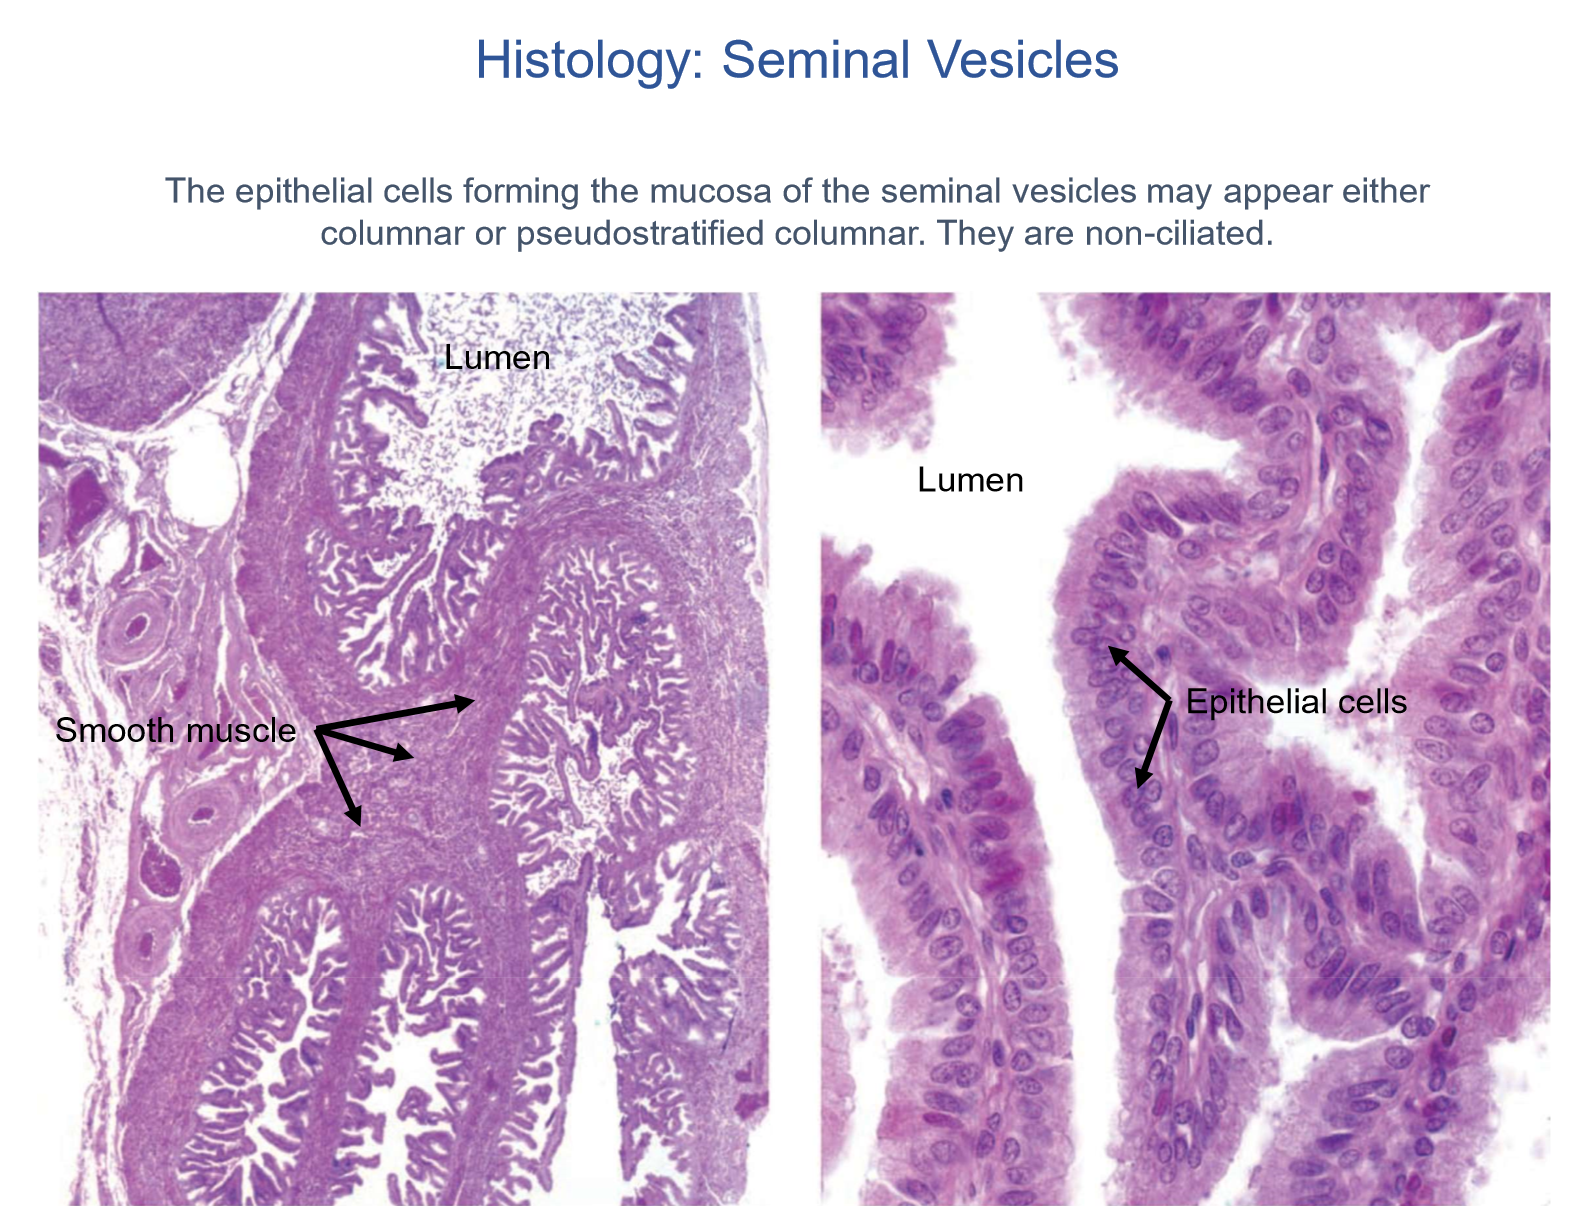 Histology: Seminal Vesicles
The epithelial cells forming the mucosa of the seminal vesicles may appear either
columnar or pseudostratified columnar. They are non-ciliated.
Lumen
Smooth muscle
Lumen
Epithelial cells